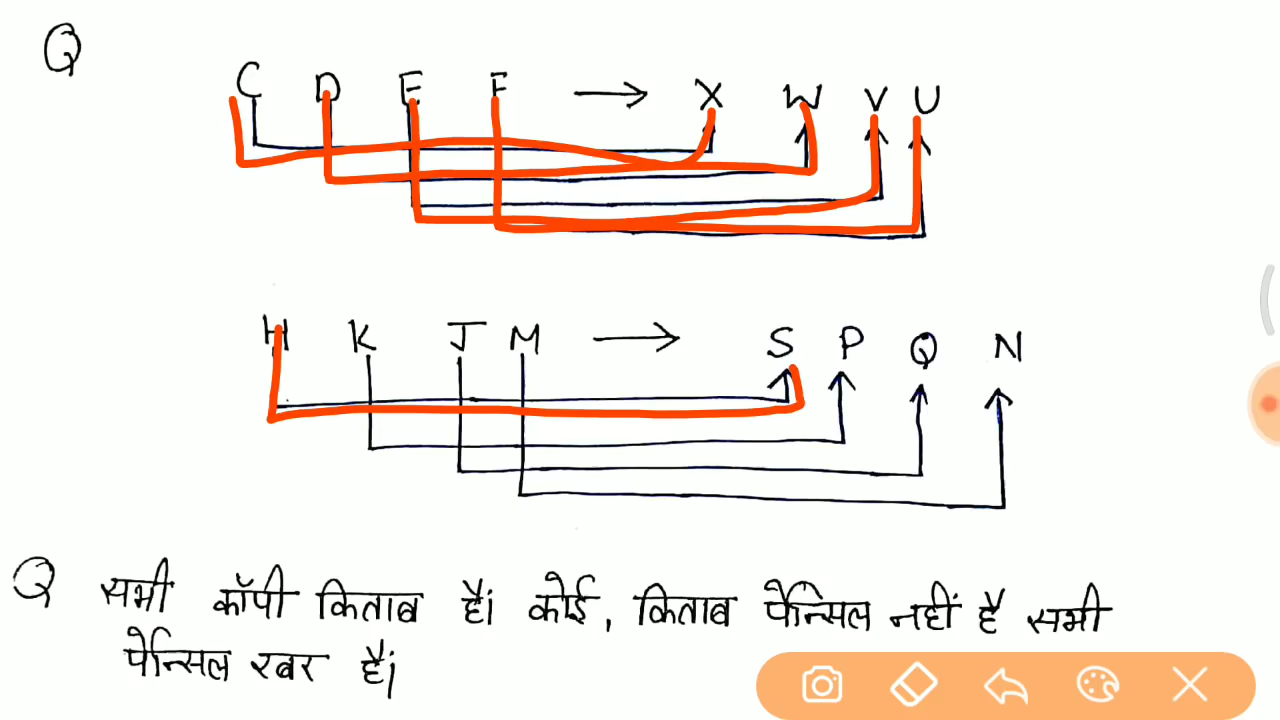 Q
C D E F → X W V U
H K J M → S P Q N
Q सभी कॉपी किताब हैं। कोई, किताब पेन्सिल नहीं है सभी
पेन्सिल रबर हैं।